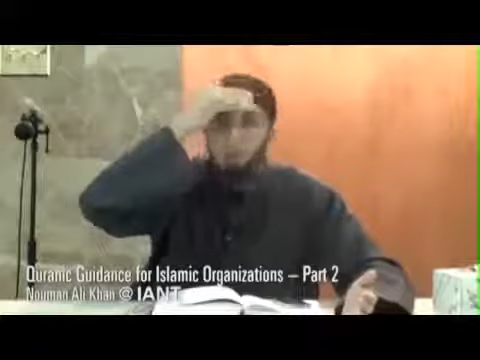 Quranic Guidance for Islamic Organizations – Part 2
Nouman Ali Khan @ IANT